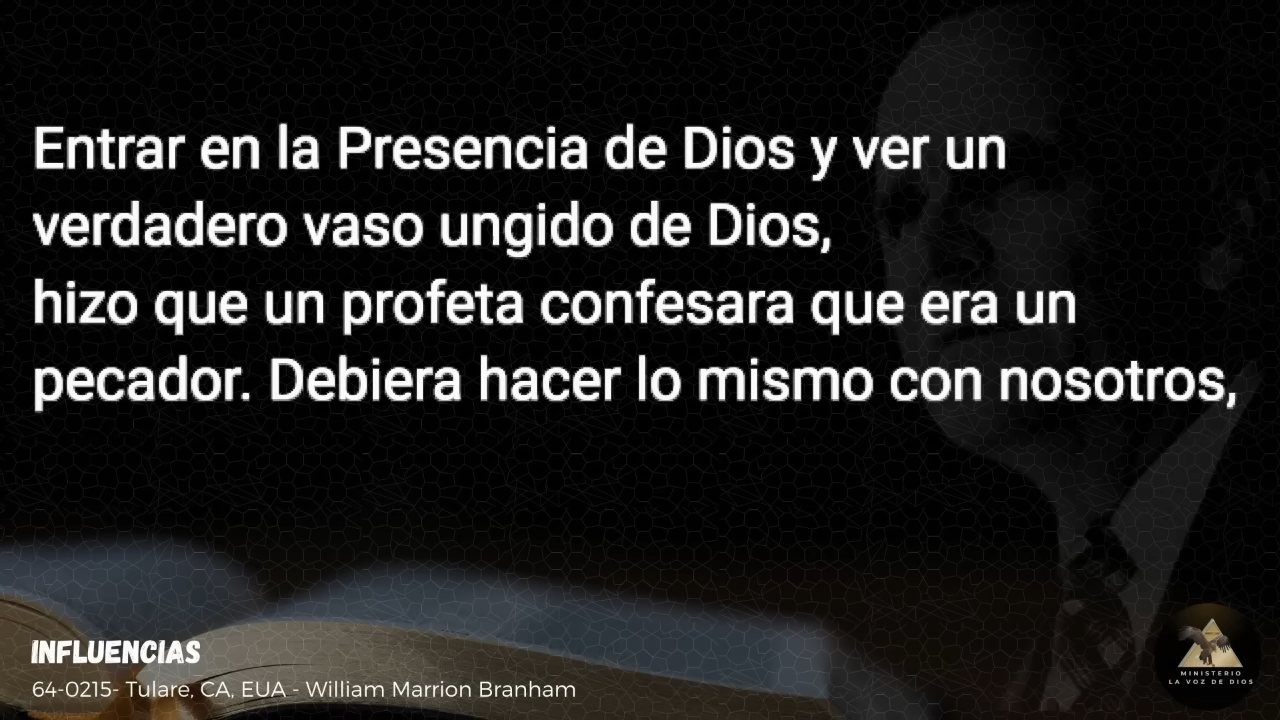 Entrar en la Presencia de Dios y ver un
verdadero vaso ungido de Dios,
hizo que un profeta confesara que era un
pecador. Debiera hacer lo mismo con nosotros,
INFLUENCIAS
64-0215- Tulare, CA, EUA - William Marrion Branham
MINISTERIO
LA VOZ DE DIOS